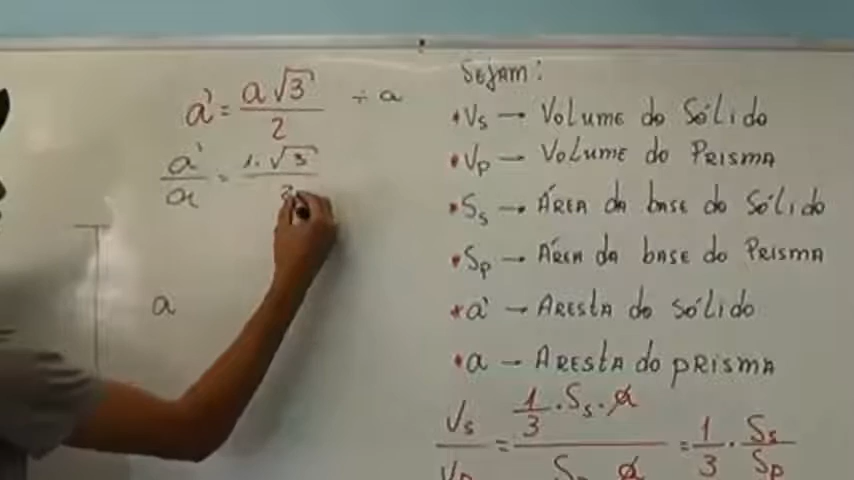 a' = a√3 / 2 ÷ a
a' / a = 1.√3 / 2
a
Sejam:
• Vs → Volume do Sólido
• Vp → Volume do Prisma
• Ss → Área da base do Sólido
• Sp → Área da base do Prisma
• a' → Aresta do sólido
• a → Aresta do prisma
Vs / Vp = 1/3 · Ss · a / Sp · a = 1/3 · Ss / Sp